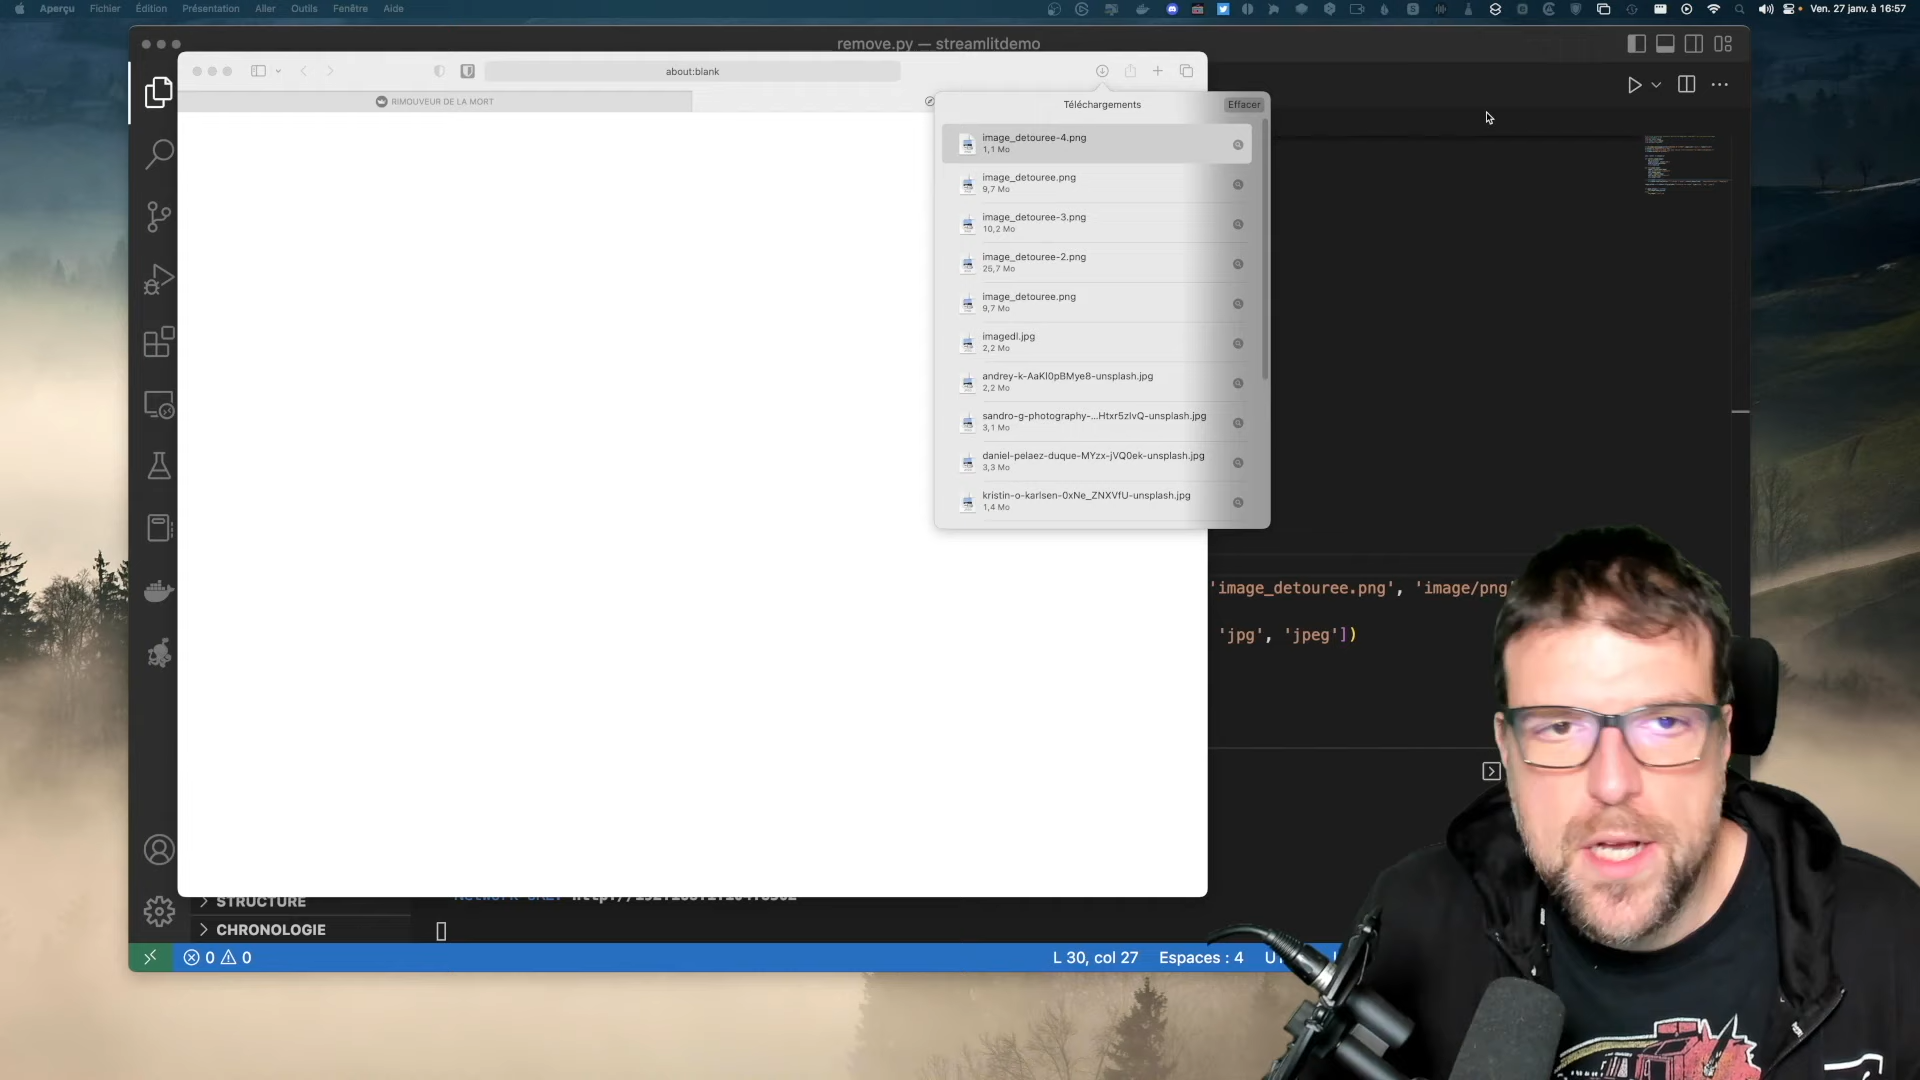 Aperçu Fichier Édition Présentation Aller Outils Fenêtre Aide
Ven. 27 janv. à 16:57
remove.py — streamlitdemo
about:blank
RIMOUVEUR DE LA MORT
Téléchargements Effacer
image_detouree-4.png
1,1 Mo
image_detouree.png
9,7 Mo
image_detouree-3.png
10,2 Mo
image_detouree-2.png
25,7 Mo
image_detouree.png
9,7 Mo
imagedl.jpg
2,2 Mo
andrey-k-AaKI0pBMye8-unsplash.jpg
2,2 Mo
sandro-g-photography-...Htxr5zIvQ-unsplash.jpg
3,1 Mo
daniel-pelaez-duque-MYzx-jVQ0ek-unsplash.jpg
3,3 Mo
kristin-o-karlsen-0xNe_ZNXVfU-unsplash.jpg
1,4 Mo
'image_detouree.png', 'image/png'
'jpg', 'jpeg'])
STRUCTURE
CHRONOLOGIE
0 0
L 30, col 27 Espaces : 4